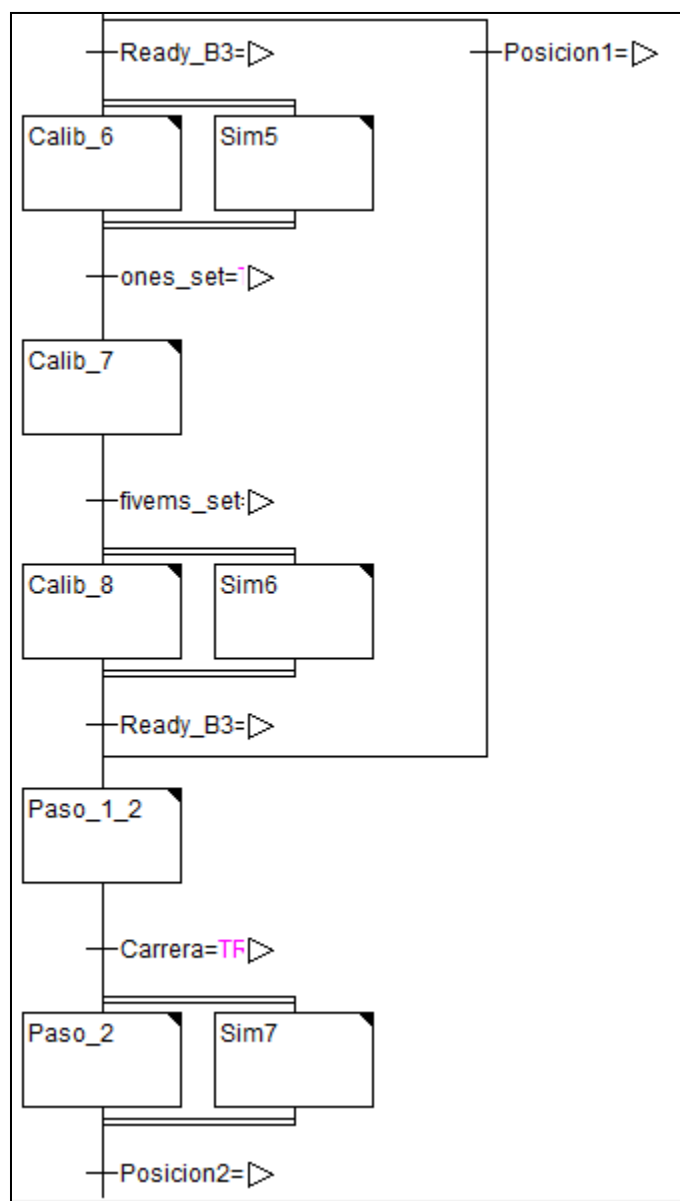 Ready_B3=
Posicion1=
Calib_6
Sim5
ones_set=
Calib_7
fivems_set
Calib_8
Sim6
Ready_B3=
Paso_1_2
Carrera=TF
Paso_2
Sim7
Posicion2=